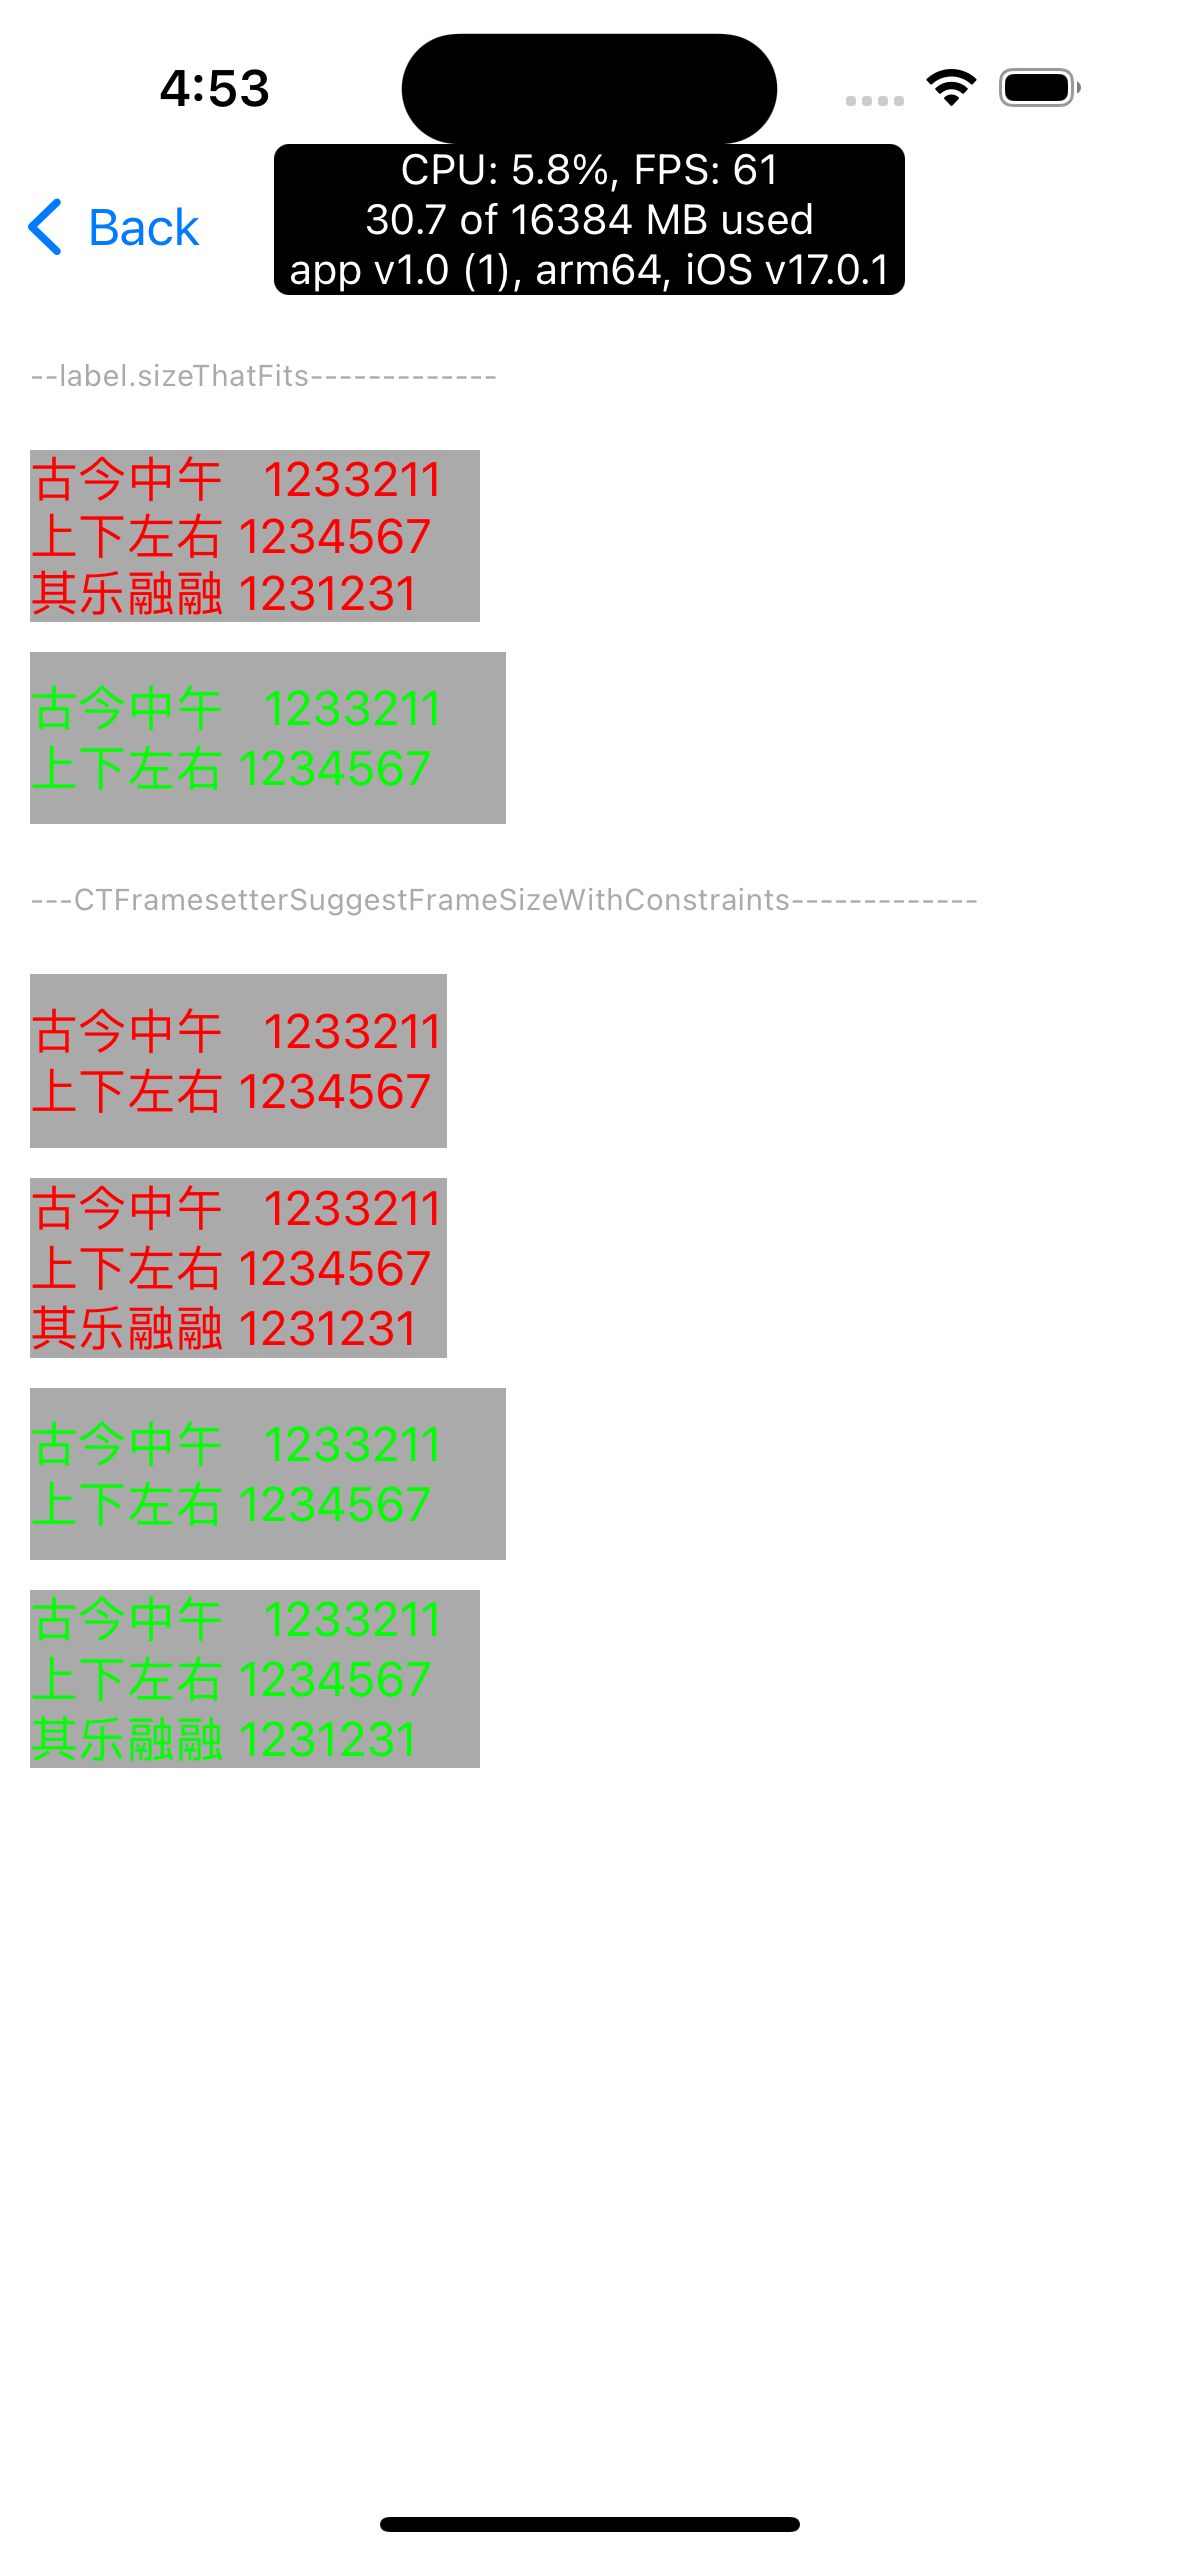 4:53
CPU: 5.8%, FPS: 61
30.7 of 16384 MB used
app v1.0 (1), arm64, iOS v17.0.1
Back
--label.sizeThatFits-------------
古今中午   1233211
上下左右 1234567
其乐融融 1231231
古今中午   1233211
上下左右 1234567
---CTFramesetterSuggestFrameSizeWithConstraints-------------
古今中午   1233211
上下左右 1234567
古今中午   1233211
上下左右 1234567
其乐融融 1231231
古今中午   1233211
上下左右 1234567
古今中午   1233211
上下左右 1234567
其乐融融 1231231